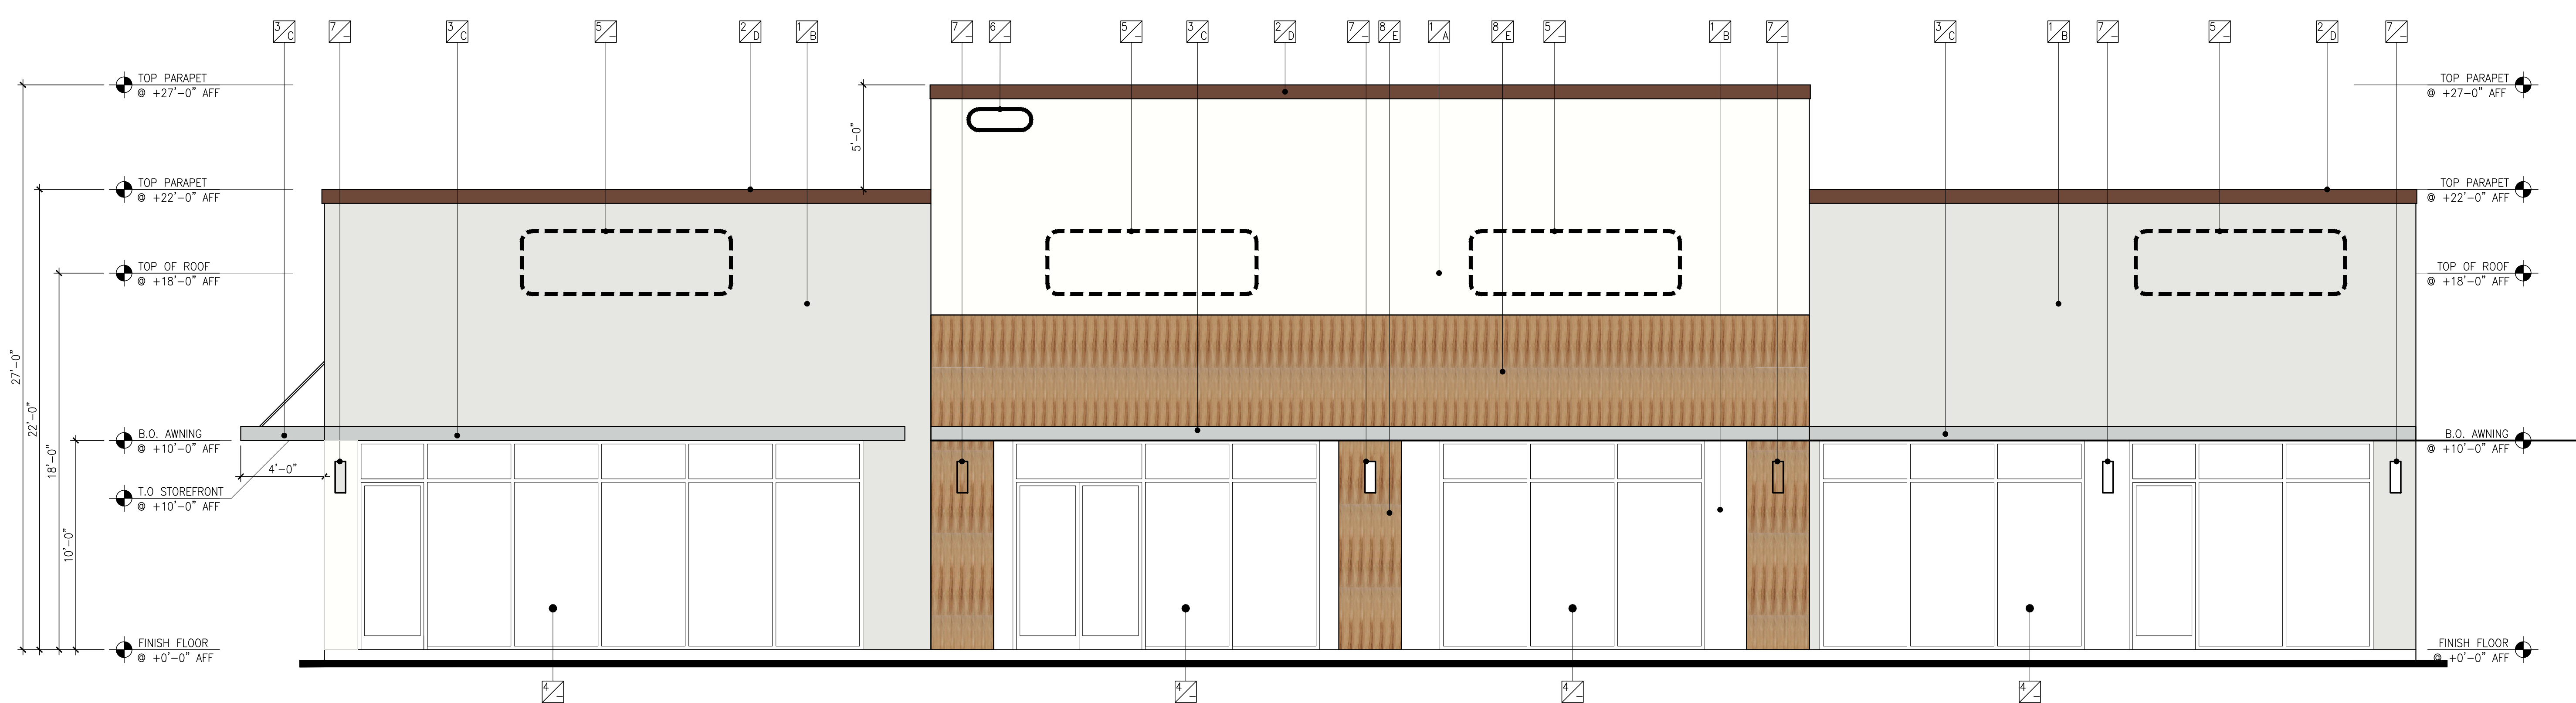 3/C 7/- 3/C 5/- 2/D 1/B 7/- 6/- 5/- 3/C 2/D 7/- 8/E 1/A 8/E 5/- 1/B 7/- 3/C 1/B 7/- 5/- 2/D 7/-
TOP PARAPET
@ +27'-0" AFF
TOP PARAPET
@ +27-0" AFF
5'-0"
TOP PARAPET
@ +22'-0" AFF
TOP PARAPET
@ +22'-0" AFF
TOP OF ROOF
@ +18'-0" AFF
TOP OF ROOF
@ +18'-0" AFF
27'-0"
22'-0"
18'-0"
10'-0"
B.O. AWNING
@ +10'-0" AFF
B.O. AWNING
@ +10'-0" AFF
4'-0"
T.O STOREFRONT
@ +10'-0" AFF
FINISH FLOOR
@ +0'-0" AFF
FINISH FLOOR
@ +0'-0" AFF
4/- 4/- 4/- 4/-